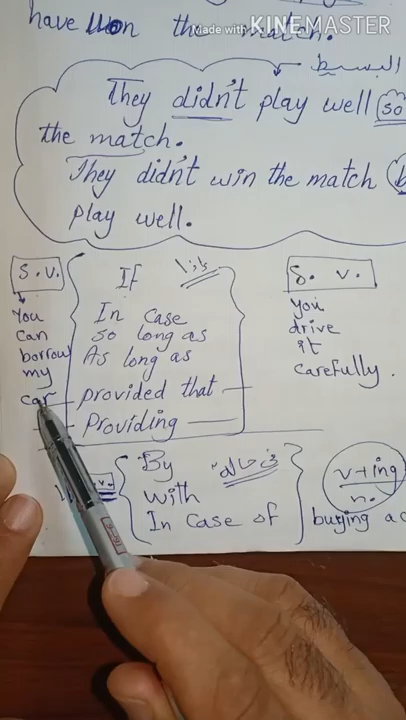 have won the match.
Made with KINEMASTER
البسيط
They didn't play well so
the match.
They didn't win the match b
play well.
S. V. If S. V.
You can borrow my car
In case
so long as
As long as
provided that
Providing
you drive it carefully.
By
with
In case of
في حالة
v+ing
n.
buying a c